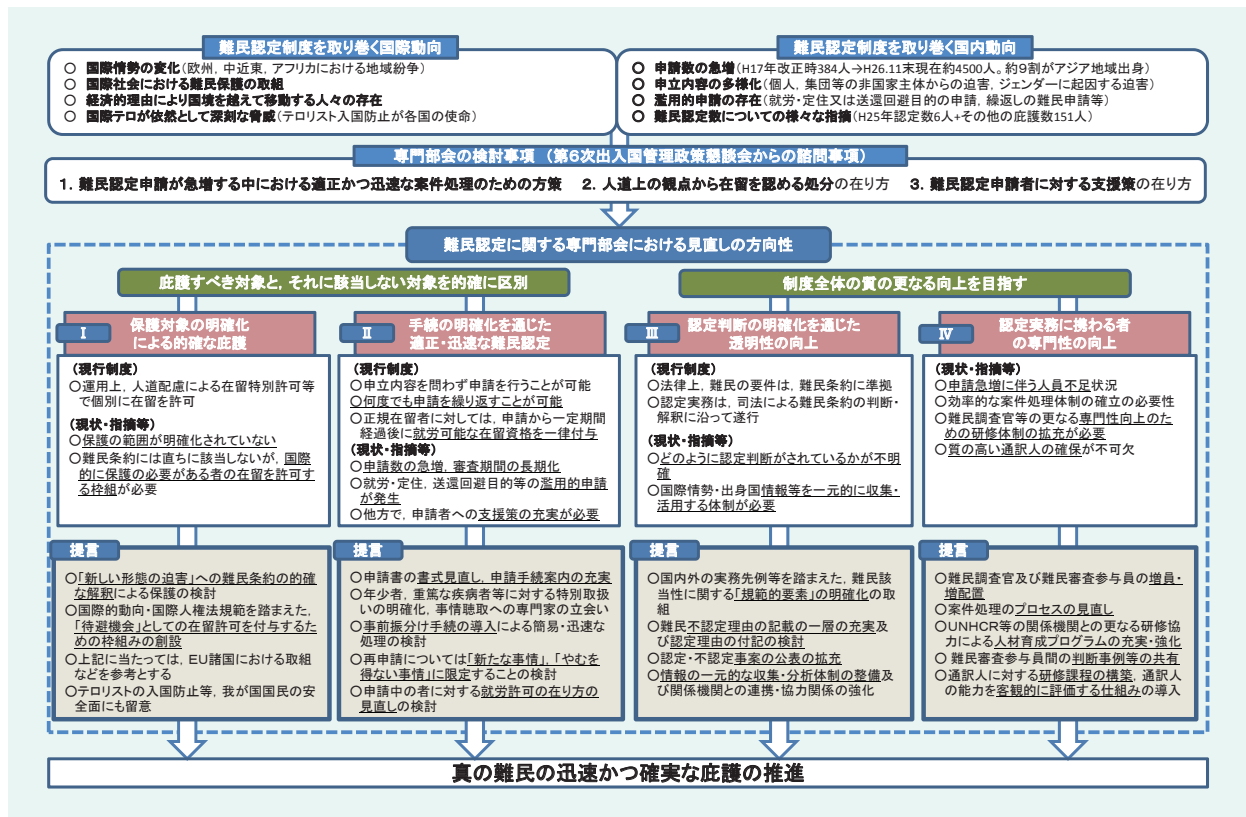 難民認定制度を取り巻く国際動向
○ 国際情勢の変化(欧州，中近東，アフリカにおける地域紛争)
○ 国際社会における難民保護の取組
○ 経済的理由により国境を越えて移動する人々の存在
○ 国際テロが依然として深刻な脅威(テロリスト入国防止が各国の使命)
難民認定制度を取り巻く国内動向
○ 申請数の急増(H17年改正時384人→H26.11末現在約4500人。約9割がアジア地域出身)
○ 申立内容の多様化(個人，集団等の非国家主体からの迫害，ジェンダーに起因する迫害)
○ 濫用的申請の存在(就労・定住又は送還回避目的の申請，繰返しの難民申請等)
○ 難民認定数についての様々な指摘(H25年認定数6人+その他の庇護数151人)
専門部会の検討事項 (第6次出入国管理政策懇談会からの諮問事項)
1．難民認定申請が急増する中における適正かつ迅速な案件処理のための方策 2．人道上の観点から在留を認める処分の在り方 3．難民認定申請者に対する支援策の在り方
難民認定に関する専門部会における見直しの方向性
庇護すべき対象と，それに該当しない対象を的確に区別
制度全体の質の更なる向上を目指す
Ⅰ
保護対象の明確化
による的確な庇護
(現行制度)
○運用上，人道配慮による在留特別許可等
で個別に在留を許可
(現状・指摘等)
○保護の範囲が明確化されていない
○難民条約には直ちに該当しないが，国際
的に保護の必要がある者の在留を許可す
る枠組が必要
提言
○「新しい形態の迫害」への難民条約の的確
な解釈による保護の検討
○国際的動向・国際人権法規範を踏まえた，
「待避機会」としての在留許可を付与するた
めの枠組みの創設
○上記に当たっては，EU諸国における取組
などを参考とする
○テロリストの入国防止等，我が国国民の安
全面にも留意
Ⅱ
手続の明確化を通じた
適正・迅速な難民認定
(現行制度)
○申立内容を問わず申請を行うことが可能
○何度でも申請を繰り返すことが可能
○正規在留者に対しては，申請から一定期間
経過後に就労可能な在留資格を一律付与
(現状・指摘等)
○申請数の急増，審査期間の長期化
○就労・定住，送還回避目的等の濫用的申請
が発生
○他方で，申請者への支援策の充実が必要
提言
○申請書の書式見直し，申請手続案内の充実
○年少者，重篤な疾病者等に対する特別取
扱いの明確化，事情聴取への専門家の立会い
○事前振分け手続の導入による簡易・迅速な
処理の検討
○再申請については「新たな事情」，「やむを
得ない事情」に限定することの検討
○申請中の者に対する就労許可の在り方の
見直しの検討
Ⅲ
認定判断の明確化を通じた
透明性の向上
(現行制度)
○法律上，難民の要件は，難民条約に準拠
○認定実務は，司法による難民条約の判断・
解釈に沿って遂行
(現状・指摘等)
○どのように認定判断がされているかが不明
確
○国際情勢・出身国情報等を一元的に収集・
活用する体制が必要
提言
○国内外の実務先例等を踏まえた，難民該
当性に関する「規範的要素」の明確化の取
組
○難民不認定理由の記載の一層の充実及
び認定理由の付記の検討
○認定・不認定事案の公表の拡充
○情報の一元的な収集・分析体制の整備及
び関係機関との連携・協力関係の強化
Ⅳ
認定実務に携わる者
の専門性の向上
(現状・指摘等)
○申請急増に伴う人員不足状況
○効率的な案件処理体制の確立の必要性
○難民調査官等の更なる専門性向上のた
めの研修体制の拡充が必要
○質の高い通訳人の確保が不可欠
提言
○難民調査官及び難民審査参与員の増員・
増配置
○案件処理のプロセスの見直し
○UNHCR等の関係機関との更なる研修協
力による人材育成プログラムの充実・強化
○ 難民審査参与員間の判断事例等の共有
○通訳人に対する研修課程の構築，通訳人
の能力を客観的に評価する仕組みの導入
真の難民の迅速かつ確実な庇護の推進